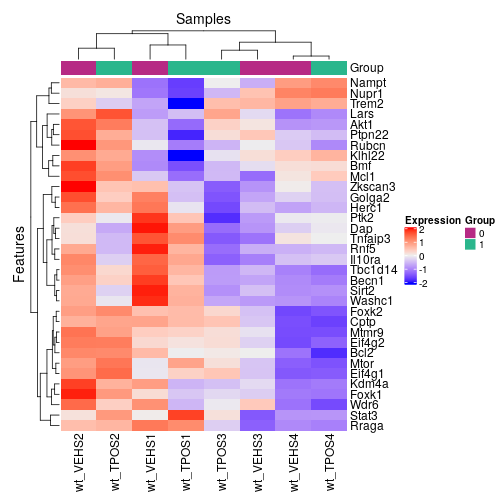 Samples
Group
Nampt
Nupr1
Trem2
Lars
Akt1
Ptpn22
Rubcn
Klhl22
Bmf
Mcl1
Zkscan3
Golga2
Herc1
Ptk2
Dap
Tnfaip3
Rnf5
Il10ra
Tbc1d14
Becn1
Sirt2
Washc1
Foxk2
Cptp
Mtmr9
Eif4g2
Bcl2
Mtor
Eif4g1
Kdm4a
Foxk1
Wdr6
Stat3
Rraga
Features
Expression Group
2 0
1 1
0
-1
-2
wt_VEHS2 wt_TPOS2 wt_VEHS1 wt_TPOS1 wt_TPOS3 wt_VEHS3 wt_VEHS4 wt_TPOS4